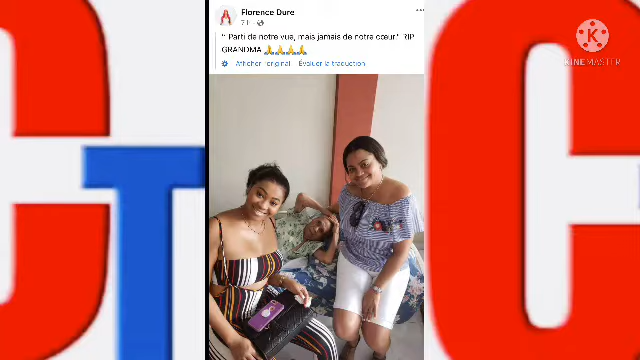 Florence Dure
7 h
" Parti de notre vue, mais jamais de notre cœur" RIP
GRANDMA 🙏🙏🙏🙏
Afficher l'original · Évaluer la traduction
K
KINEMASTER
C
T
C